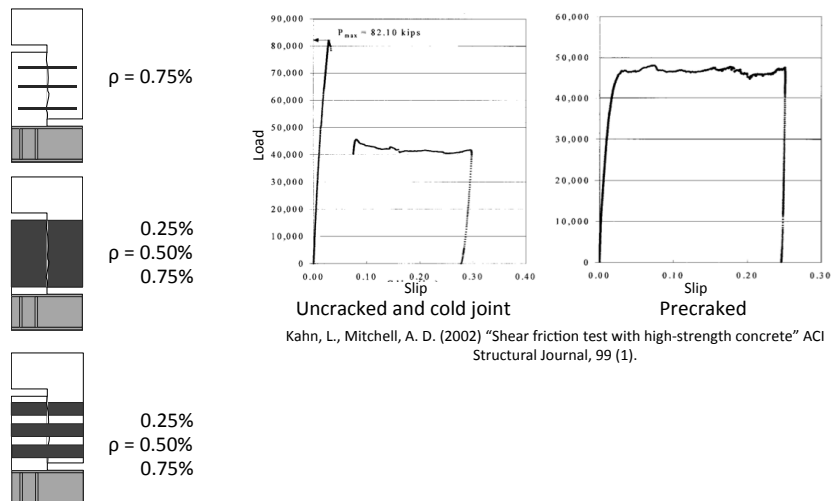 ρ = 0.75%
0.25%
ρ = 0.50%
0.75%
0.25%
ρ = 0.50%
0.75%
90,000
80,000
70,000
60,000
50,000
40,000
30,000
20,000
10,000
0
Load
Pmax = 82.10 kips
0.00 0.10 0.20 0.30 0.40
Slip
Uncracked and cold joint
60,000
50,000
40,000
30,000
20,000
10,000
0
0.00 0.10 0.20 0.30
Slip
Precraked
Kahn, L., Mitchell, A. D. (2002) “Shear friction test with high-strength concrete” ACI
Structural Journal, 99 (1).